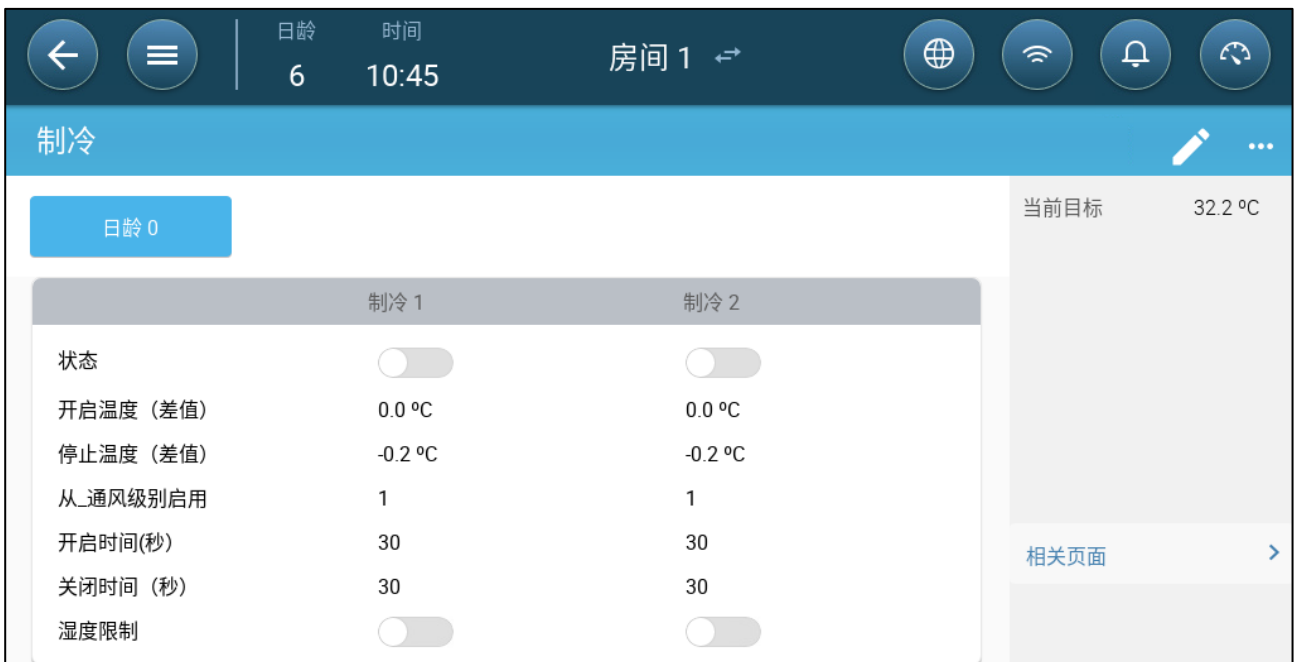 日龄 时间
6 10:45 房间 1
制冷
日龄 0
当前目标 32.2 ºC
制冷 1 制冷 2
状态
开启温度（差值） 0.0 ºC 0.0 ºC
停止温度（差值） -0.2 ºC -0.2 ºC
从_通风级别启用 1 1
开启时间(秒） 30 30
关闭时间（秒） 30 30
湿度限制
相关页面